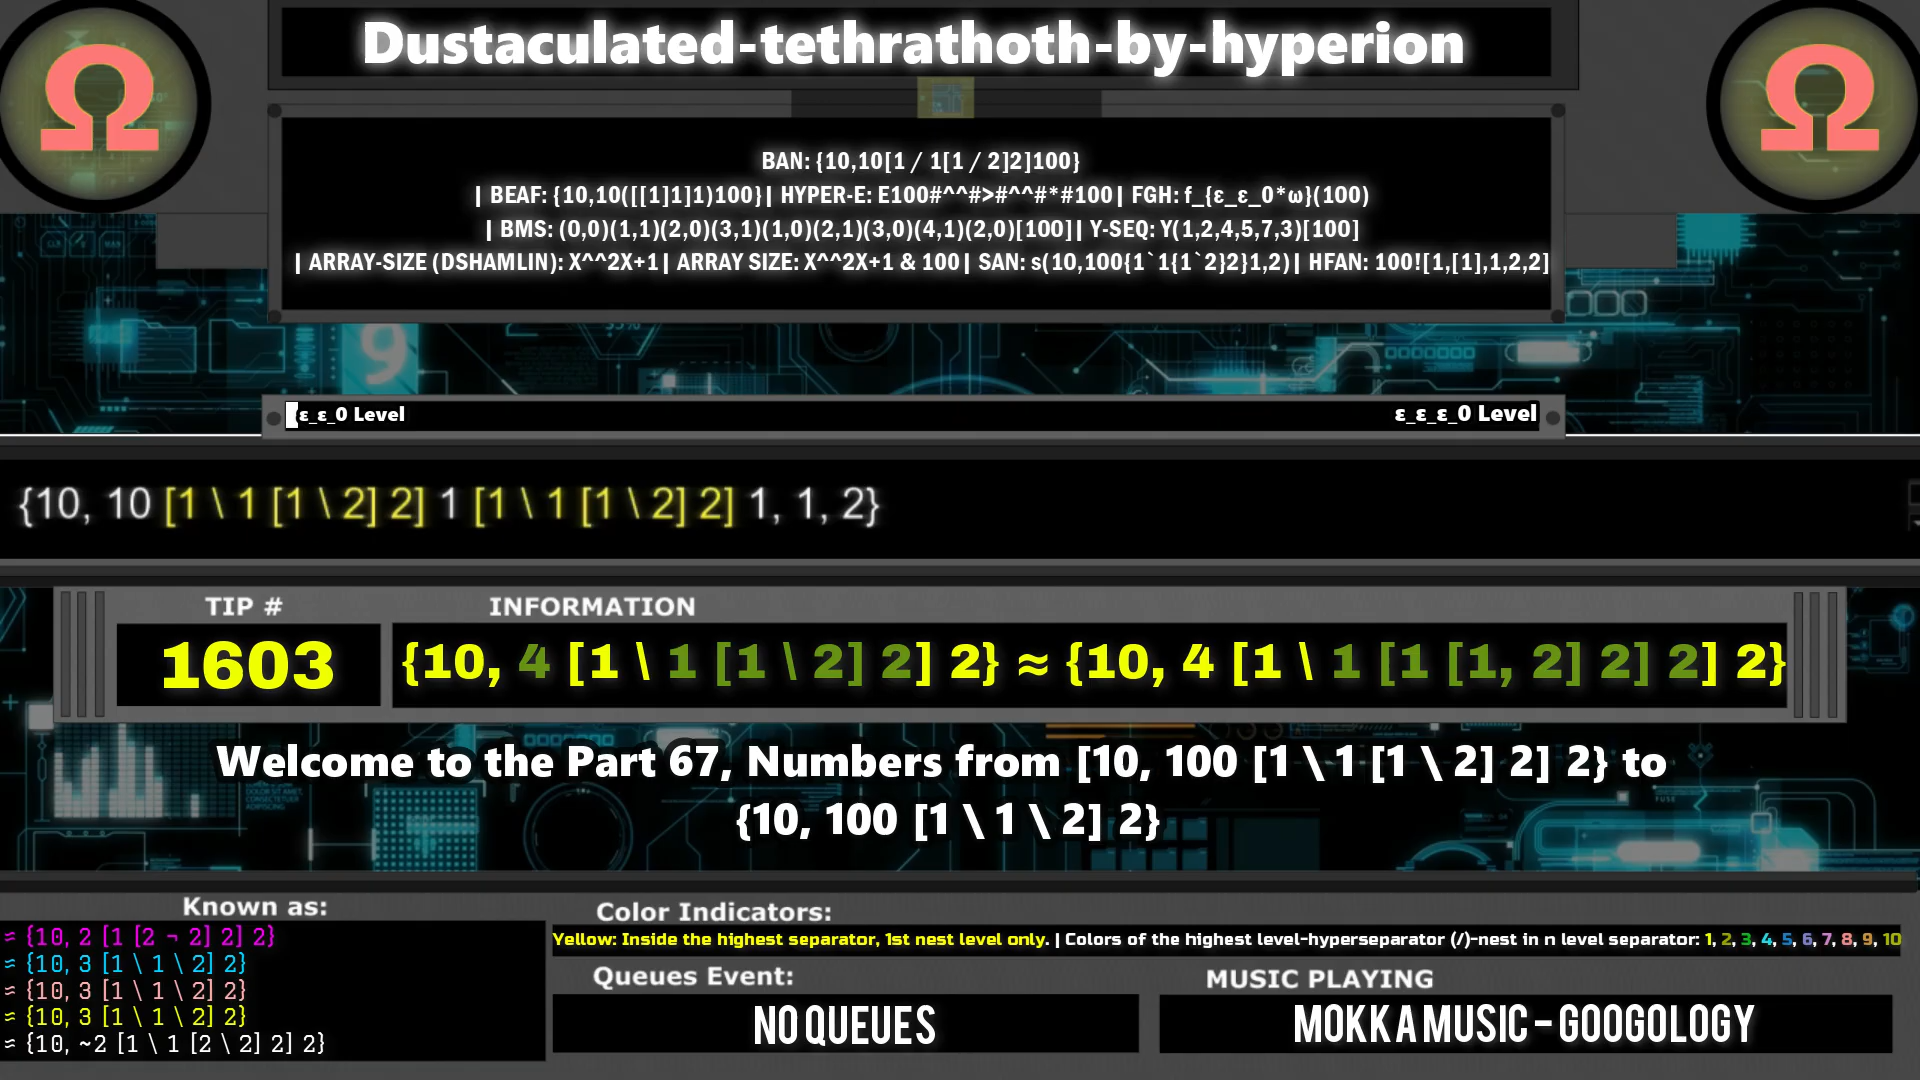 Ω Dustaculated-tethrathoth-by-hyperion Ω
BAN: {10,10[1 / 1[1 / 2]2]100}
| BEAF: {10,10([[1]1]1)100}| HYPER-E: E100#^^#>#^^#*#100| FGH: f_{ε_ε_0*ω}(100)
| BMS: (0,0)(1,1)(2,0)(3,1)(1,0)(2,1)(3,0)(4,1)(2,0)[100]| Y-SEQ: Y(1,2,4,5,7,3)[100]
| ARRAY-SIZE (DSHAMLIN): X^^2X+1| ARRAY SIZE: X^^2X+1 & 100| SAN: s(10,100{1`1{1`2}2}1,2)| HFAN: 100![1,[1],1,2,2]
9
ε_ε_0 Level
ε_ε_ε_0 Level
{10, 10 [1 \ 1 [1 \ 2] 2] 1 [1 \ 1 [1 \ 2] 2] 1, 1, 2}
TIP #
INFORMATION
1603
{10, 4 [1 \ 1 [1 \ 2] 2] 2} ≈ {10, 4 [1 \ 1 [1 [1, 2] 2] 2] 2}
Welcome to the Part 67, Numbers from [10, 100 [1 \ 1 [1 \ 2] 2] 2} to
{10, 100 [1 \ 1 \ 2] 2}
Known as:
≈ {10, 2 [1 [2 ¬ 2] 2] 2}
≈ {10, 3 [1 \ 1 \ 2] 2}
≈ {10, 3 [1 \ 1 \ 2] 2}
≈ {10, 3 [1 \ 1 \ 2] 2}
≈ {10, ~2 [1 \ 1 [2 \ 2] 2] 2}
Color Indicators:
Yellow: Inside the highest separator, 1st nest level only. | Colors of the highest level-hyperseparator (/)-nest in n level separator: 1, 2, 3, 4, 5, 6, 7, 8, 9, 10
Queues Event:
NO QUEUES
MUSIC PLAYING
MOKKA MUSIC - GOOGOLOGY